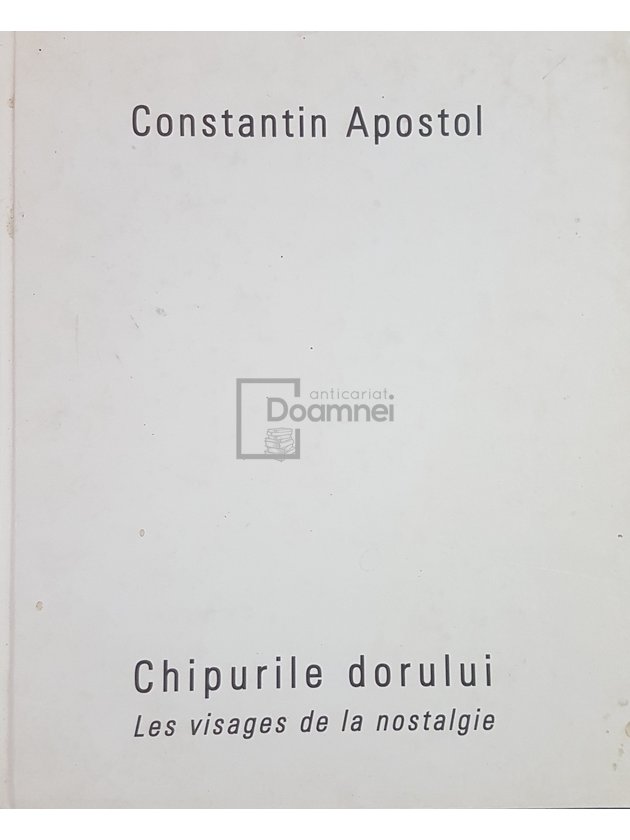 Constantin Apostol
anticariat
Doamnei
Chipurile dorului
Les visages de la nostalgie